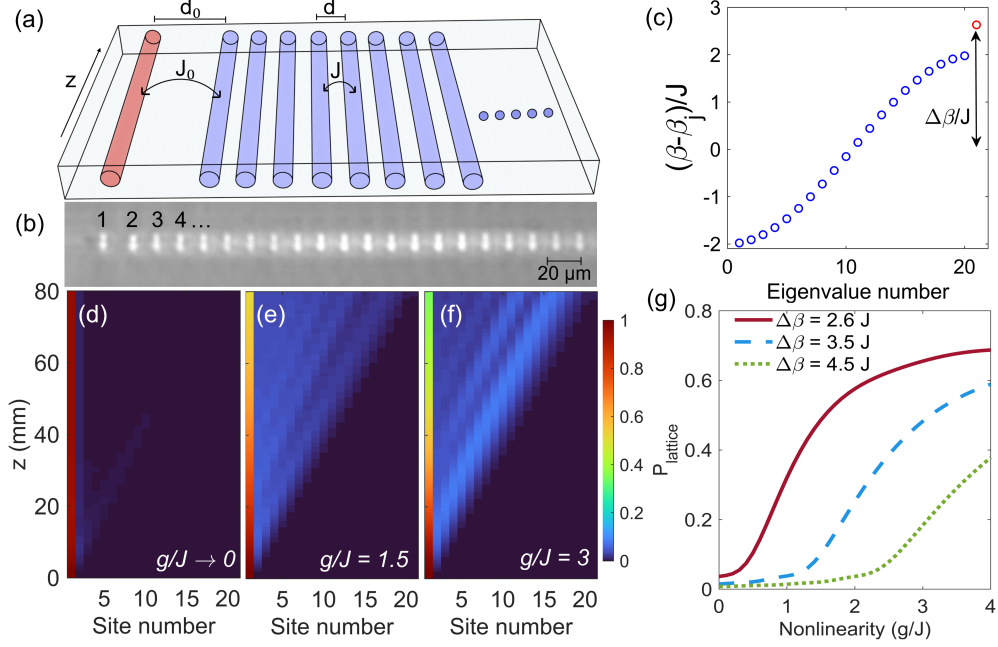 (a)
d₀
d
z
J₀
J
(b)
1 2 3 4 ...
20 μm
(c)
3
2
1
0
-1
-2
(β-βⱼ)/J
Δβ/J
0 10 20
Eigenvalue number
(d) (e) (f)
80
60
40
20
0
z (mm)
g/J → 0
g/J = 1.5
g/J = 3
5 10 15 20
5 10 15 20
5 10 15 20
Site number
Site number
Site number
1
0.8
0.6
0.4
0.2
0
(g)
Δβ = 2.6 J
Δβ = 3.5 J
Δβ = 4.5 J
0.8
0.6
0.4
0.2
0
P_lattice
0 1 2 3 4
Nonlinearity (g/J)